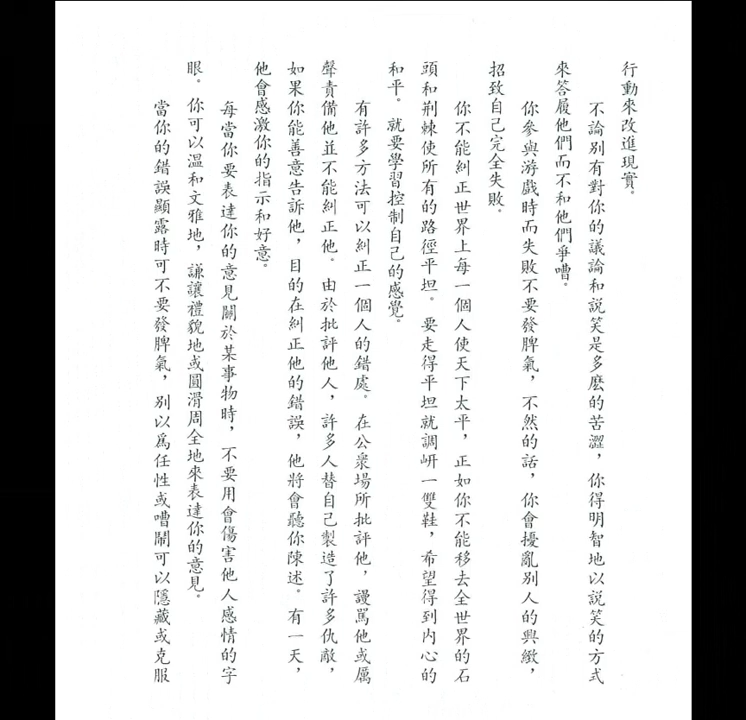 行動來改進現實。
不論別有對你的議論和説笑是多麽的苦澀，你得明智地以説笑的方式
來答履他們而不和他們爭嘈。
你參與游戲時而失敗不要發脾氣，不然的話，你會擾亂別人的興緻，
招致自己完全失敗。
你不能糾正世界上每一個人使天下太平，正如你不能移去全世界的石
頭和荆棘使所有的路徑平坦。要走得平坦就調岍一雙鞋，希望得到内心的
和平。就要學習控制自己的感覺。
有許多方法可以糾正一個人的錯處。在公衆場所批評他，謾駡他或厲
聲責備他並不能糾正他。由於批評他人，許多人替自己製造了許多仇敵，
如果你能善意告訴他，目的在糾正他的錯誤，他將會聽你陳述。有一天，
他會感激你的指示和好意。
每當你要表達你的意見關於某事物時，不要用會傷害他人感情的字
眼。你可以温和文雅地，謙讓禮貌地或圓滑周全地來表達你的意見。
當你的錯誤顯露時可不要發脾氣，別以爲任性或嘈鬧可以隱藏或克服